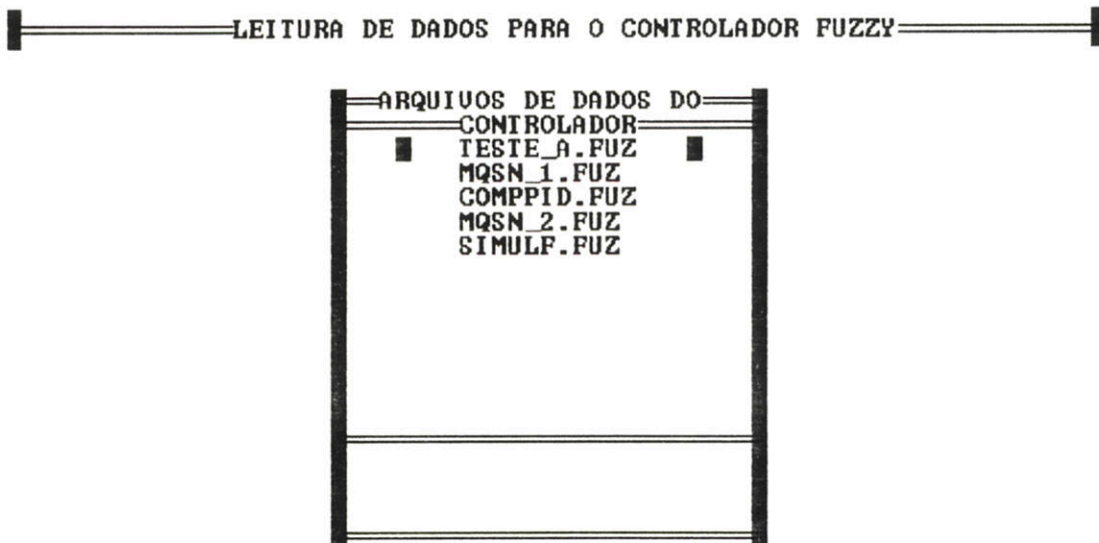 LEITURA DE DADOS PARA O CONTROLADOR FUZZY
ARQUIVOS DE DADOS DO
CONTROLADOR
TESTE_A.FUZ
MQSN_1.FUZ
COMPPID.FUZ
MQSN_2.FUZ
SIMULF.FUZ